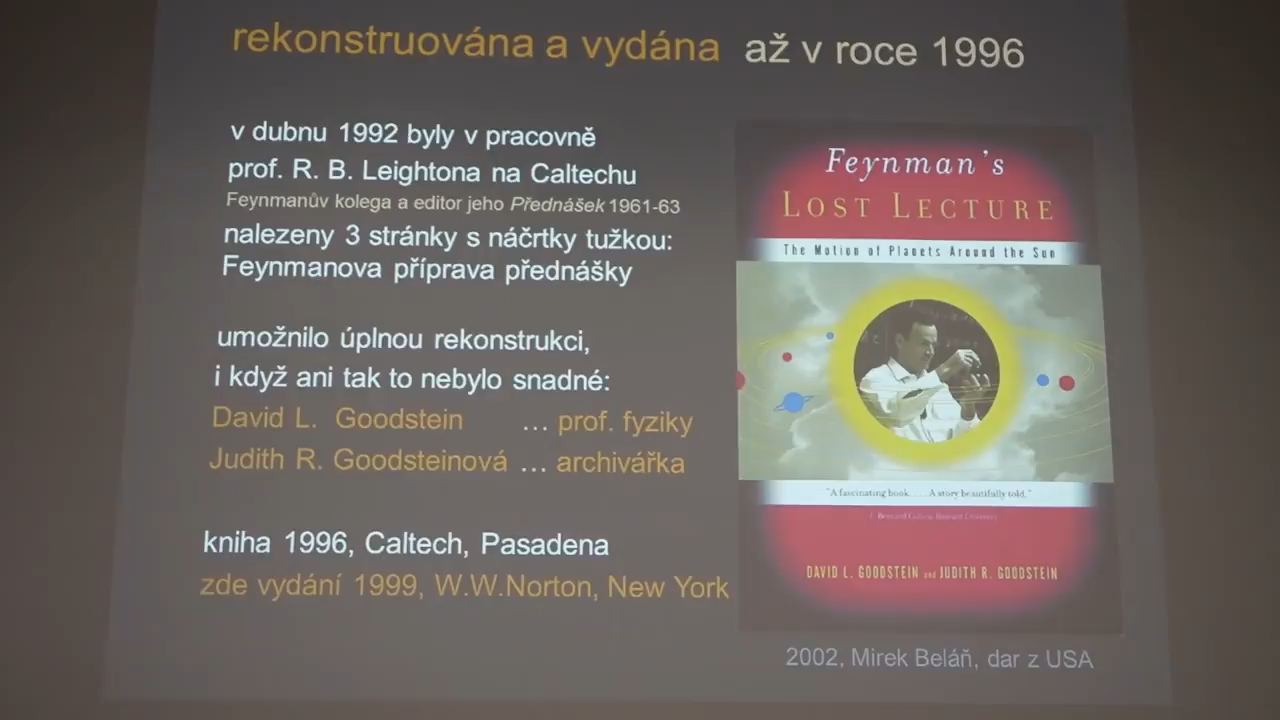 rekonstruována a vydána až v roce 1996
v dubnu 1992 byly v pracovně
prof. R. B. Leightona na Caltechu
Feynmanův kolega a editor jeho Přednášek 1961-63
nalezeny 3 stránky s náčrtky tužkou:
Feynmanova příprava přednášky
umožnilo úplnou rekonstrukci,
i když ani tak to nebylo snadné:
David L. Goodstein ... prof. fyziky
Judith R. Goodsteinová ... archivářka
kniha 1996, Caltech, Pasadena
zde vydání 1999, W.W.Norton, New York
Feynman's
LOST LECTURE
The Motion of Planets Around the Sun
"A fascinating book. . . . A story beautifully told."
DAVID L. GOODSTEIN and JUDITH R. GOODSTEIN
2002, Mirek Beláň, dar z USA